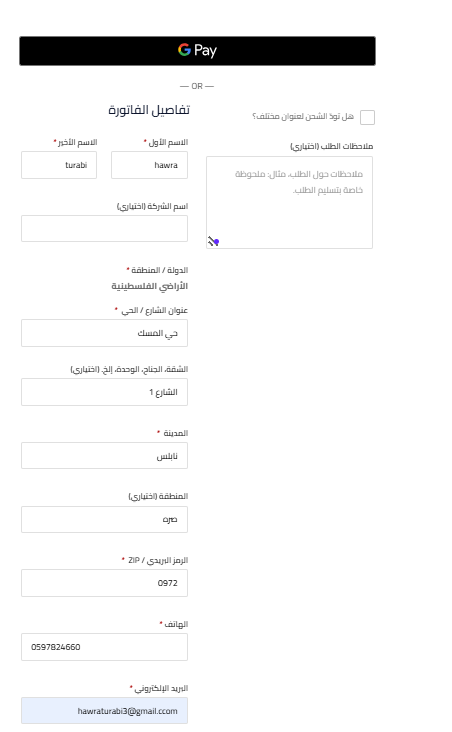 G Pay
— OR —
هل تودّ الشحن لعنوان مختلف؟
ملاحظات الطلب (اختياري)
ملاحظات حول الطلب، مثال: ملحوظة
خاصة بتسليم الطلب.
تفاصيل الفاتورة
الاسم الأول *
hawra
الاسم الأخير *
turabi
اسم الشركة (اختياري)
الدولة / المنطقة *
الأراضي الفلسطينية
عنوان الشارع / الحي *
حي المسك
الشقة، الجناح، الوحدة، إلخ. (اختياري)
الشارع 1
المدينة *
نابلس
المنطقة (اختياري)
صره
الرمز البريدي / ZIP *
0972
الهاتف *
0597824660
البريد الإلكتروني *
hawraturabi3@gmail.ccom